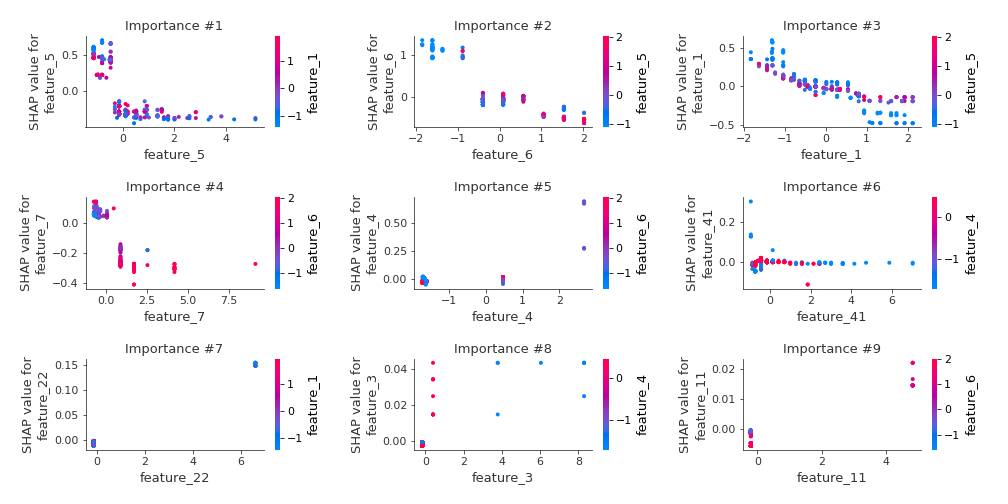 Importance #1
Importance #2
Importance #3
SHAP value for
feature_5
0.5
0.0
0
2
4
feature_5
1
0
−1
feature_1
SHAP value for
feature_6
1
0
−2
−1
0
1
2
feature_6
2
1
0
−1
feature_5
SHAP value for
feature_1
0.5
0.0
−0.5
−2
−1
0
1
2
feature_1
2
1
0
−1
feature_5
Importance #4
Importance #5
Importance #6
SHAP value for
feature_7
0.0
−0.2
−0.4
0.0
2.5
5.0
7.5
feature_7
2
1
0
−1
feature_6
SHAP value for
feature_4
0.50
0.25
0.00
−1
0
1
2
feature_4
2
1
0
−1
feature_6
SHAP value for
feature_41
0.2
0.0
0
2
4
6
feature_41
0
−1
feature_4
Importance #7
Importance #8
Importance #9
SHAP value for
feature_22
0.15
0.10
0.05
0.00
0
2
4
6
feature_22
1
0
−1
feature_1
SHAP value for
feature_3
0.04
0.02
0.00
0
2
4
6
8
feature_3
0
−1
feature_4
SHAP value for
feature_11
0.02
0.01
0.00
0
2
4
feature_11
2
1
0
−1
feature_6